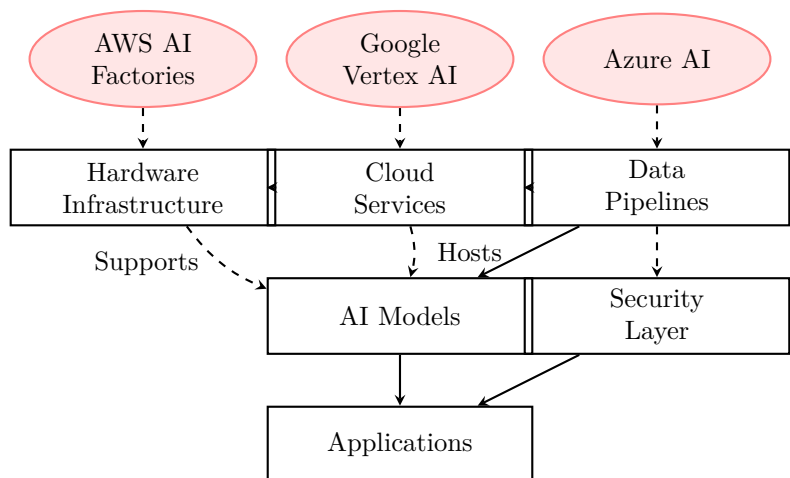 AWS AI
Factories
Google
Vertex AI
Azure AI
Hardware
Infrastructure
Cloud
Services
Data
Pipelines
Supports
Hosts
AI Models
Security
Layer
Applications